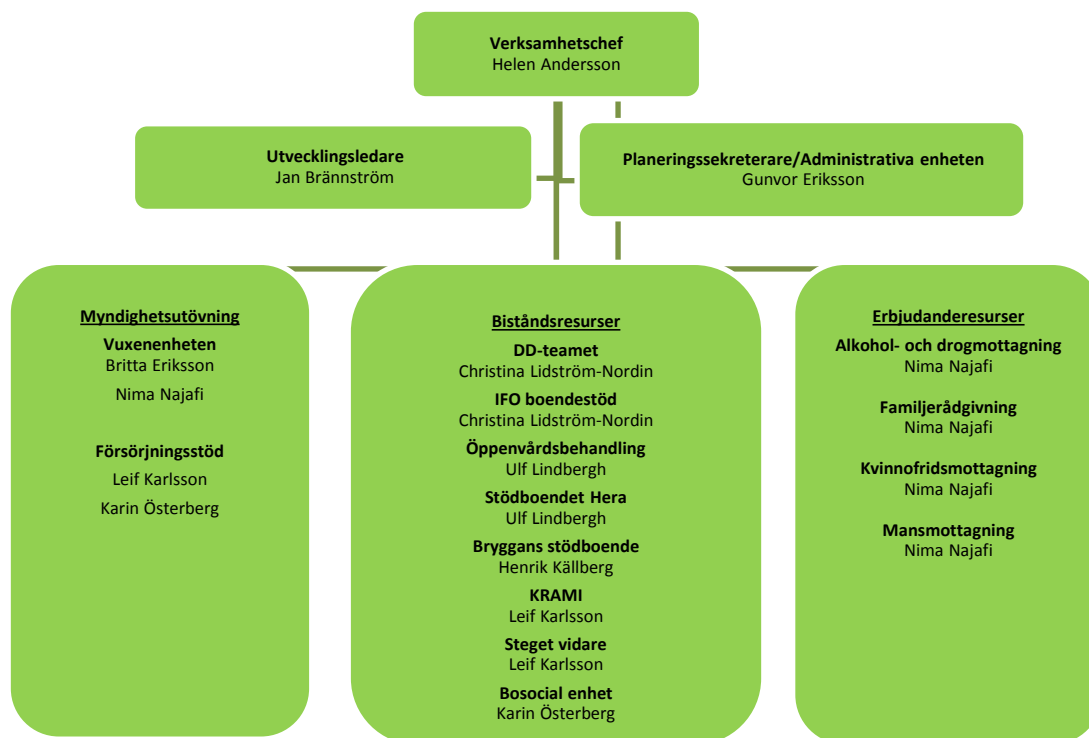 Verksamhetschef
Helen Andersson
Utvecklingsledare
Jan Brännström
Planeringssekreterare/Administrativa enheten
Gunvor Eriksson
Myndighetsutövning
Vuxenenheten
Britta Eriksson
Nima Najafi
Försörjningsstöd
Leif Karlsson
Karin Österberg
Biståndsresurser
DD-teamet
Christina Lidström-Nordin
IFO boendestöd
Christina Lidström-Nordin
Öppenvårdsbehandling
Ulf Lindbergh
Stödboendet Hera
Ulf Lindbergh
Bryggans stödboende
Henrik Källberg
KRAMI
Leif Karlsson
Steget vidare
Leif Karlsson
Bosocial enhet
Karin Österberg
Erbjudanderesurser
Alkohol- och drogmottagning
Nima Najafi
Familjerådgivning
Nima Najafi
Kvinnofridsmottagning
Nima Najafi
Mansmottagning
Nima Najafi